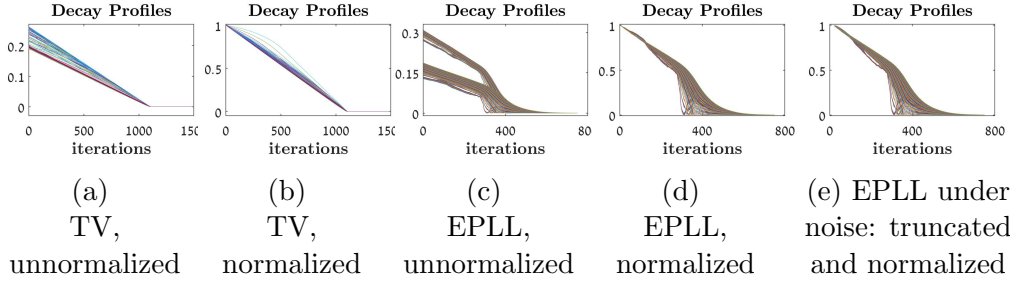 Decay Profiles Decay Profiles Decay Profiles Decay Profiles Decay Profiles
0.2 1 0.3 1 1
0.1 0.5 0.15 0.5 0.5
0 0 0 0 0
0 500 1000 150 0 500 1000 150 0 400 80 0 400 800 0 400 800
iterations iterations iterations iterations iterations
(a) (b) (c) (d) (e) EPLL under
TV, TV, EPLL, EPLL, noise: truncated
unnormalized normalized unnormalized normalized and normalized